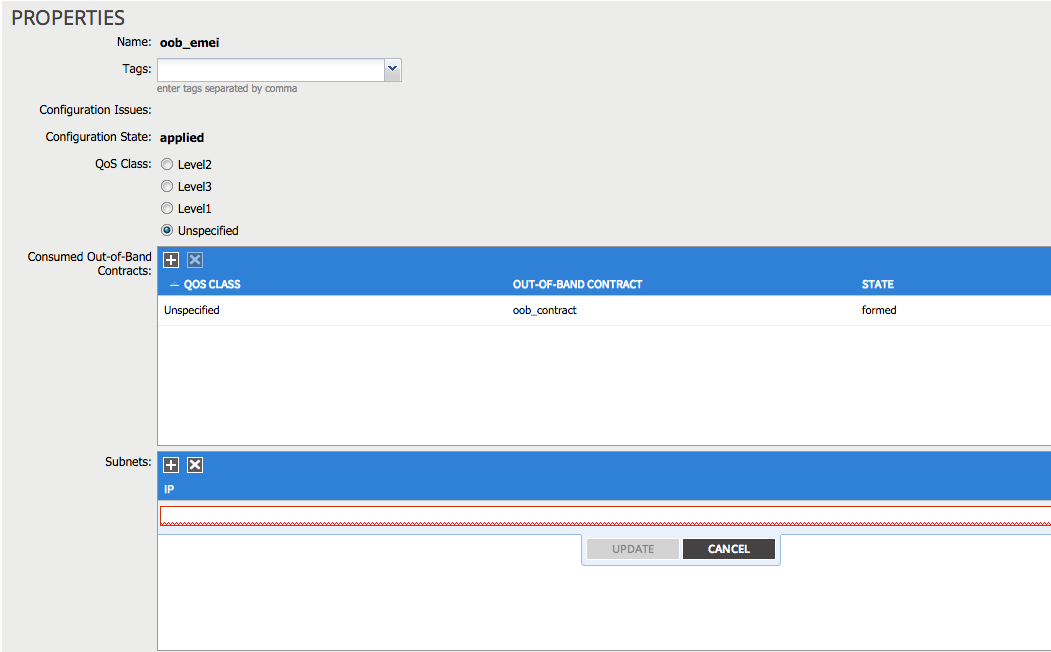 PROPERTIES
Name: oob_emei
Tags:
enter tags separated by comma
Configuration Issues:
Configuration State: applied
QoS Class: Level2
Level3
Level1
Unspecified
Consumed Out-of-Band
Contracts:
QOS CLASS OUT-OF-BAND CONTRACT STATE
Unspecified oob_contract formed
Subnets:
IP
UPDATE CANCEL